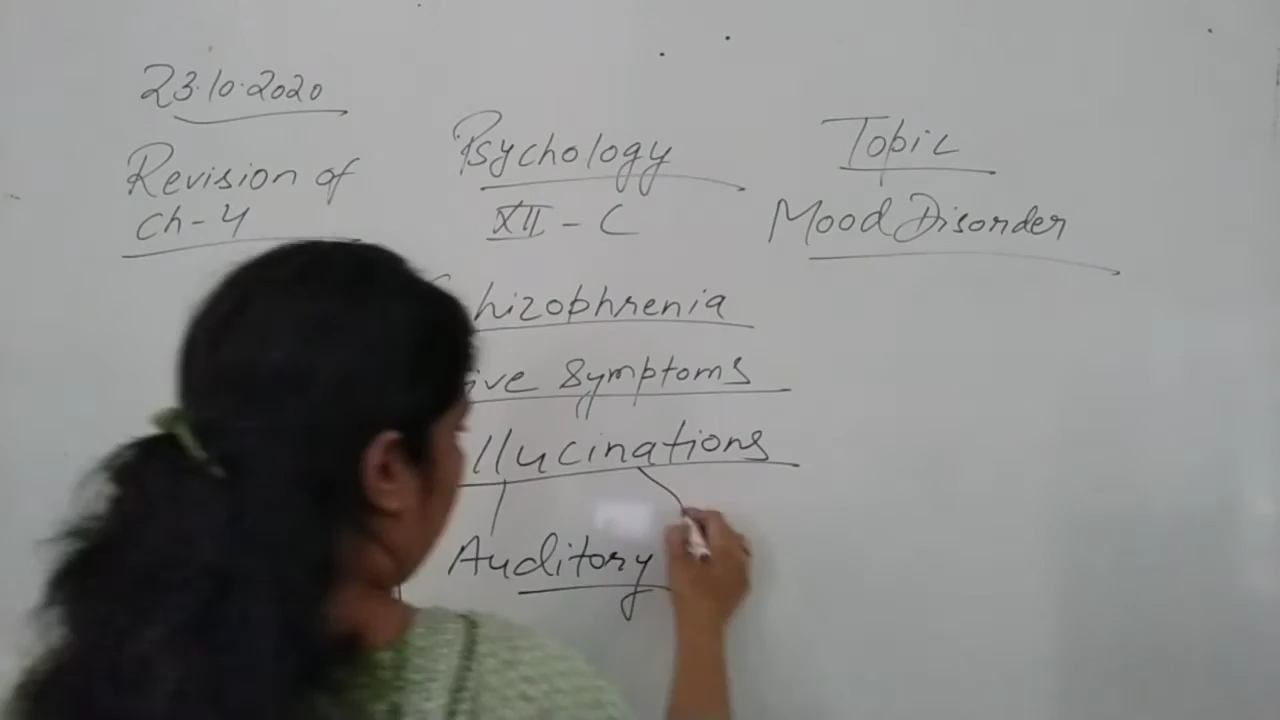 23.10.2020
Revision of
Ch-4
Psychology
XII - C
Topic
Mood Disorder
hizophrenia
ive Symptoms
llucinations
Auditory